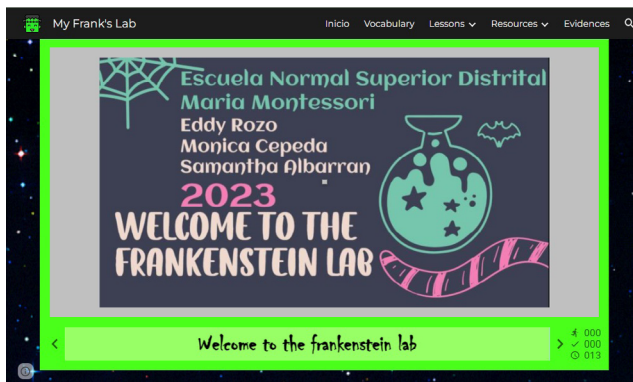 My Frank's Lab
Inicio Vocabulary Lessons Resources Evidences
Escuela Normal Superior Distrital
Maria Montessori
Eddy Rozo
Monica Cepeda
Samantha Albarran
2023
WELCOME TO THE
FRANKENSTEIN LAB
Welcome to the frankenstein lab
000
000
013